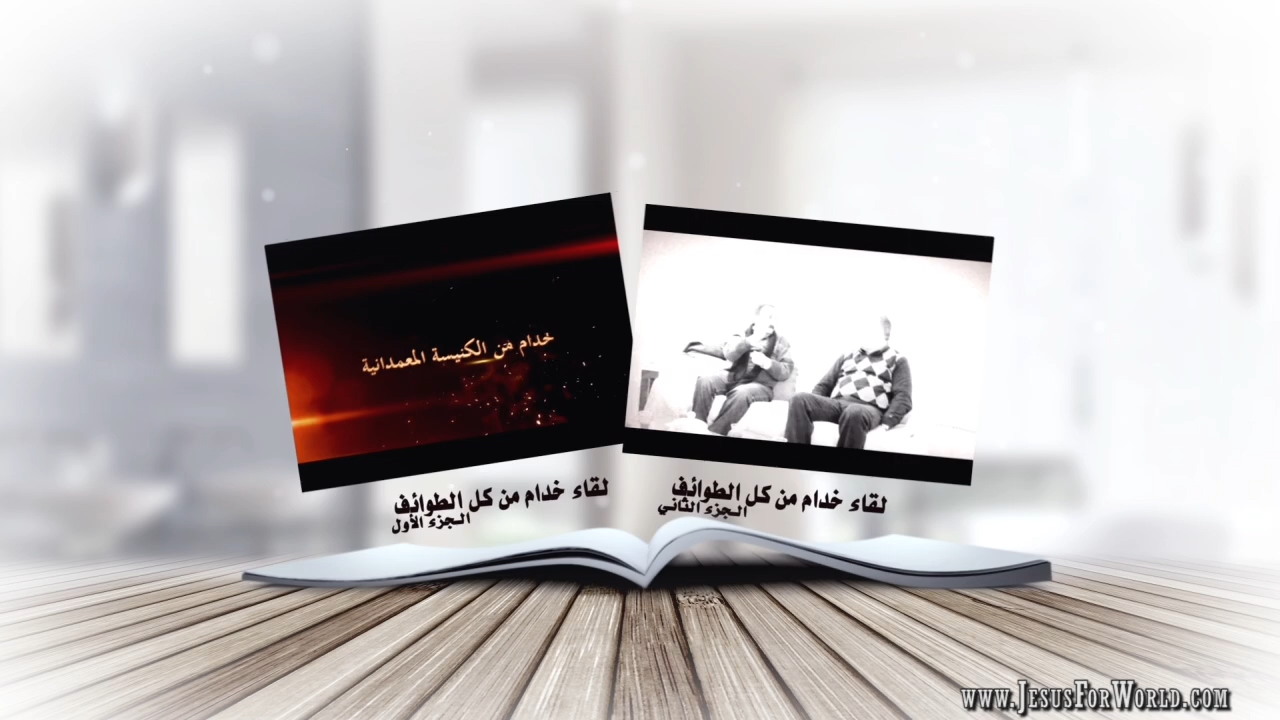 خدام من الكنيسة المعمدانية
لقاء خدام من كل الطوائف
الجزء الأول
لقاء خدام من كل الطوائف
الجزء الثاني
www.JesusForWorld.com